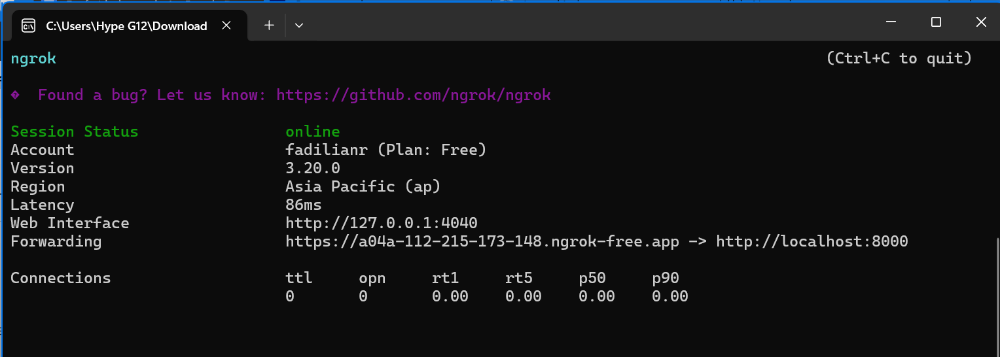 C:\Users\Hype G12\Download
ngrok (Ctrl+C to quit)
� Found a bug? Let us know: https://github.com/ngrok/ngrok
Session Status online
Account fadilianr (Plan: Free)
Version 3.20.0
Region Asia Pacific (ap)
Latency 86ms
Web Interface http://127.0.0.1:4040
Forwarding https://a04a-112-215-173-148.ngrok-free.app -> http://localhost:8000
Connections ttl opn rt1 rt5 p50 p90
0 0 0.00 0.00 0.00 0.00